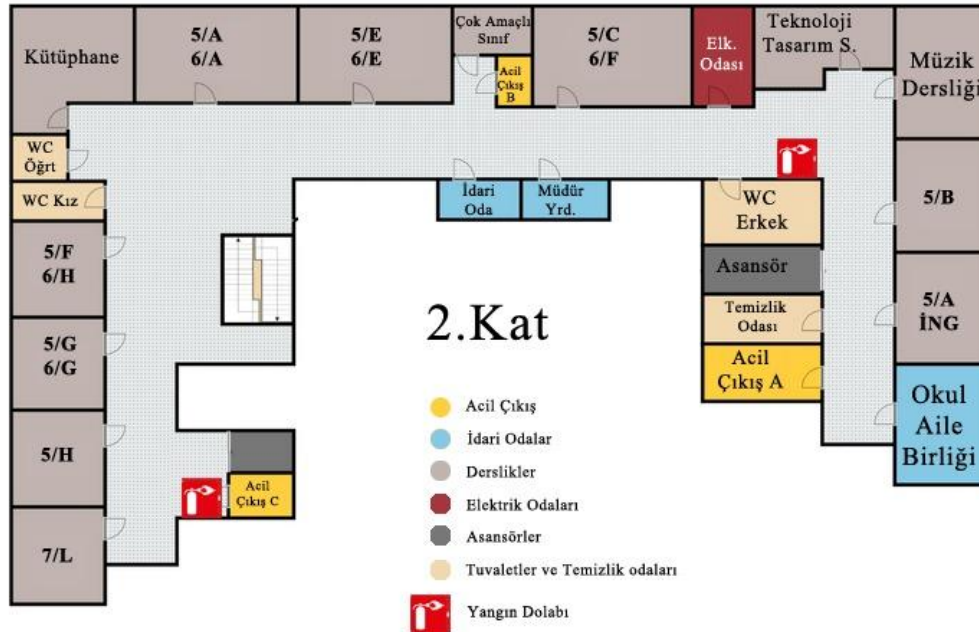 Kütüphane
5/A
6/A
5/E
6/E
Çok Amaçlı
Sınıf
Acil
Çıkış
B
5/C
6/F
Elk.
Odası
Teknoloji
Tasarım S.
Müzik
Dersliği
WC
Öğrt
WC Kız
İdari
Oda
Müdür
Yrd.
WC
Erkek
5/B
5/F
6/H
Asansör
5/A
İNG
Temizlik
Odası
5/G
6/G
2.Kat
Acil
Çıkış A
Okul
Aile
Birliği
5/H
Acil
Çıkış C
7/L
Acil Çıkış
İdari Odalar
Derslikler
Elektrik Odaları
Asansörler
Tuvaletler ve Temizlik odaları
Yangın Dolabı